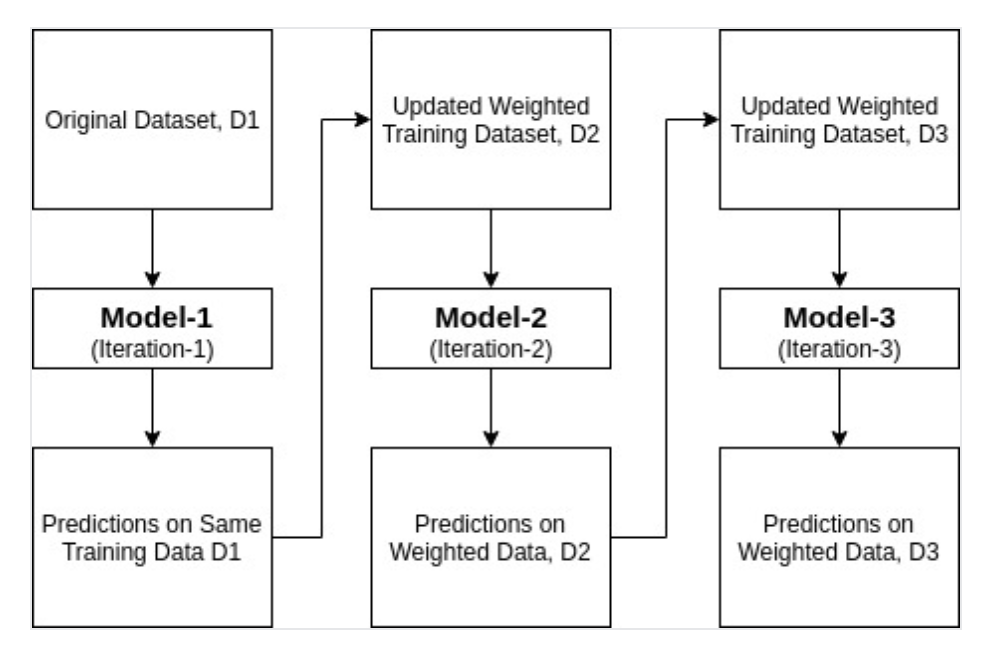 Original Dataset, D1
Updated Weighted
Training Dataset, D2
Updated Weighted
Training Dataset, D3
Model-1
(Iteration-1)
Model-2
(Iteration-2)
Model-3
(Iteration-3)
Predictions on Same
Training Data D1
Predictions on
Weighted Data, D2
Predictions on
Weighted Data, D3